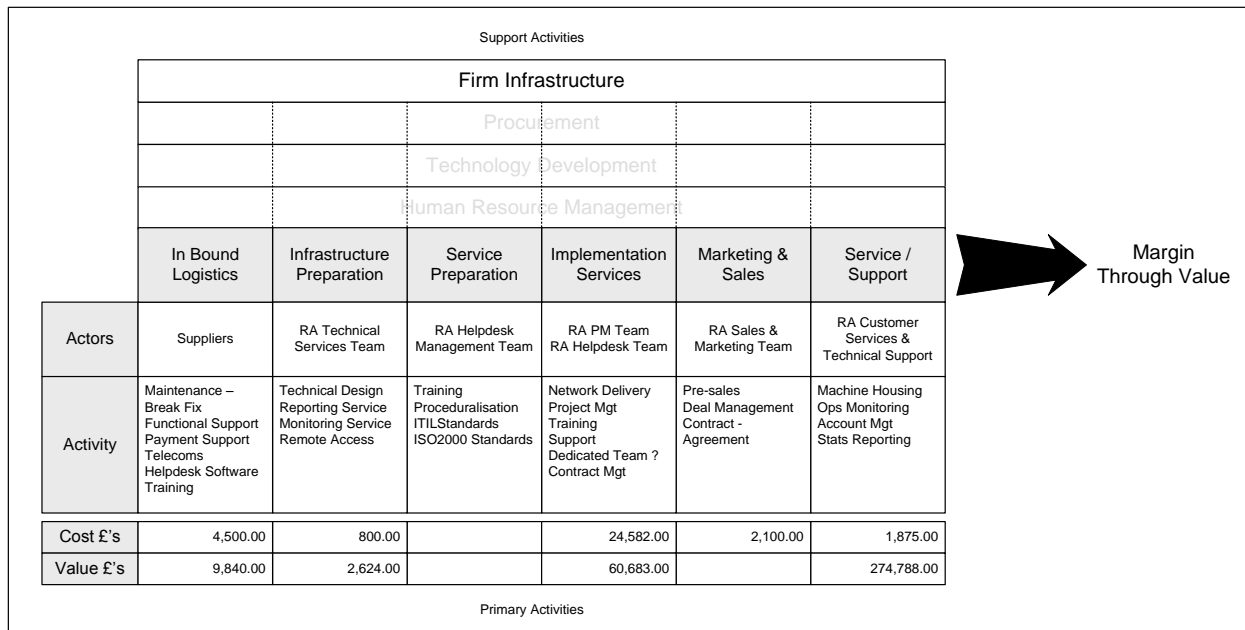 Support Activities
Firm Infrastructure
Procurement
Technology Development
Human Resource Management
In Bound
Logistics
Infrastructure
Preparation
Service
Preparation
Implementation
Services
Marketing &
Sales
Service /
Support
Margin
Through Value
Actors
Suppliers
RA Technical
Services Team
RA Helpdesk
Management Team
RA PM Team
RA Helpdesk Team
RA Sales &
Marketing Team
RA Customer
Services &
Technical Support
Activity
Maintenance –
Break Fix
Functional Support
Payment Support
Telecoms
Helpdesk Software
Training
Technical Design
Reporting Service
Monitoring Service
Remote Access
Training
Proceduralisation
ITILStandards
ISO2000 Standards
Network Delivery
Project Mgt
Training
Support
Dedicated Team ?
Contract Mgt
Pre-sales
Deal Management
Contract -
Agreement
Machine Housing
Ops Monitoring
Account Mgt
Stats Reporting
Cost £'s
4,500.00
800.00
24,582.00
2,100.00
1,875.00
Value £'s
9,840.00
2,624.00
60,683.00
274,788.00
Primary Activities